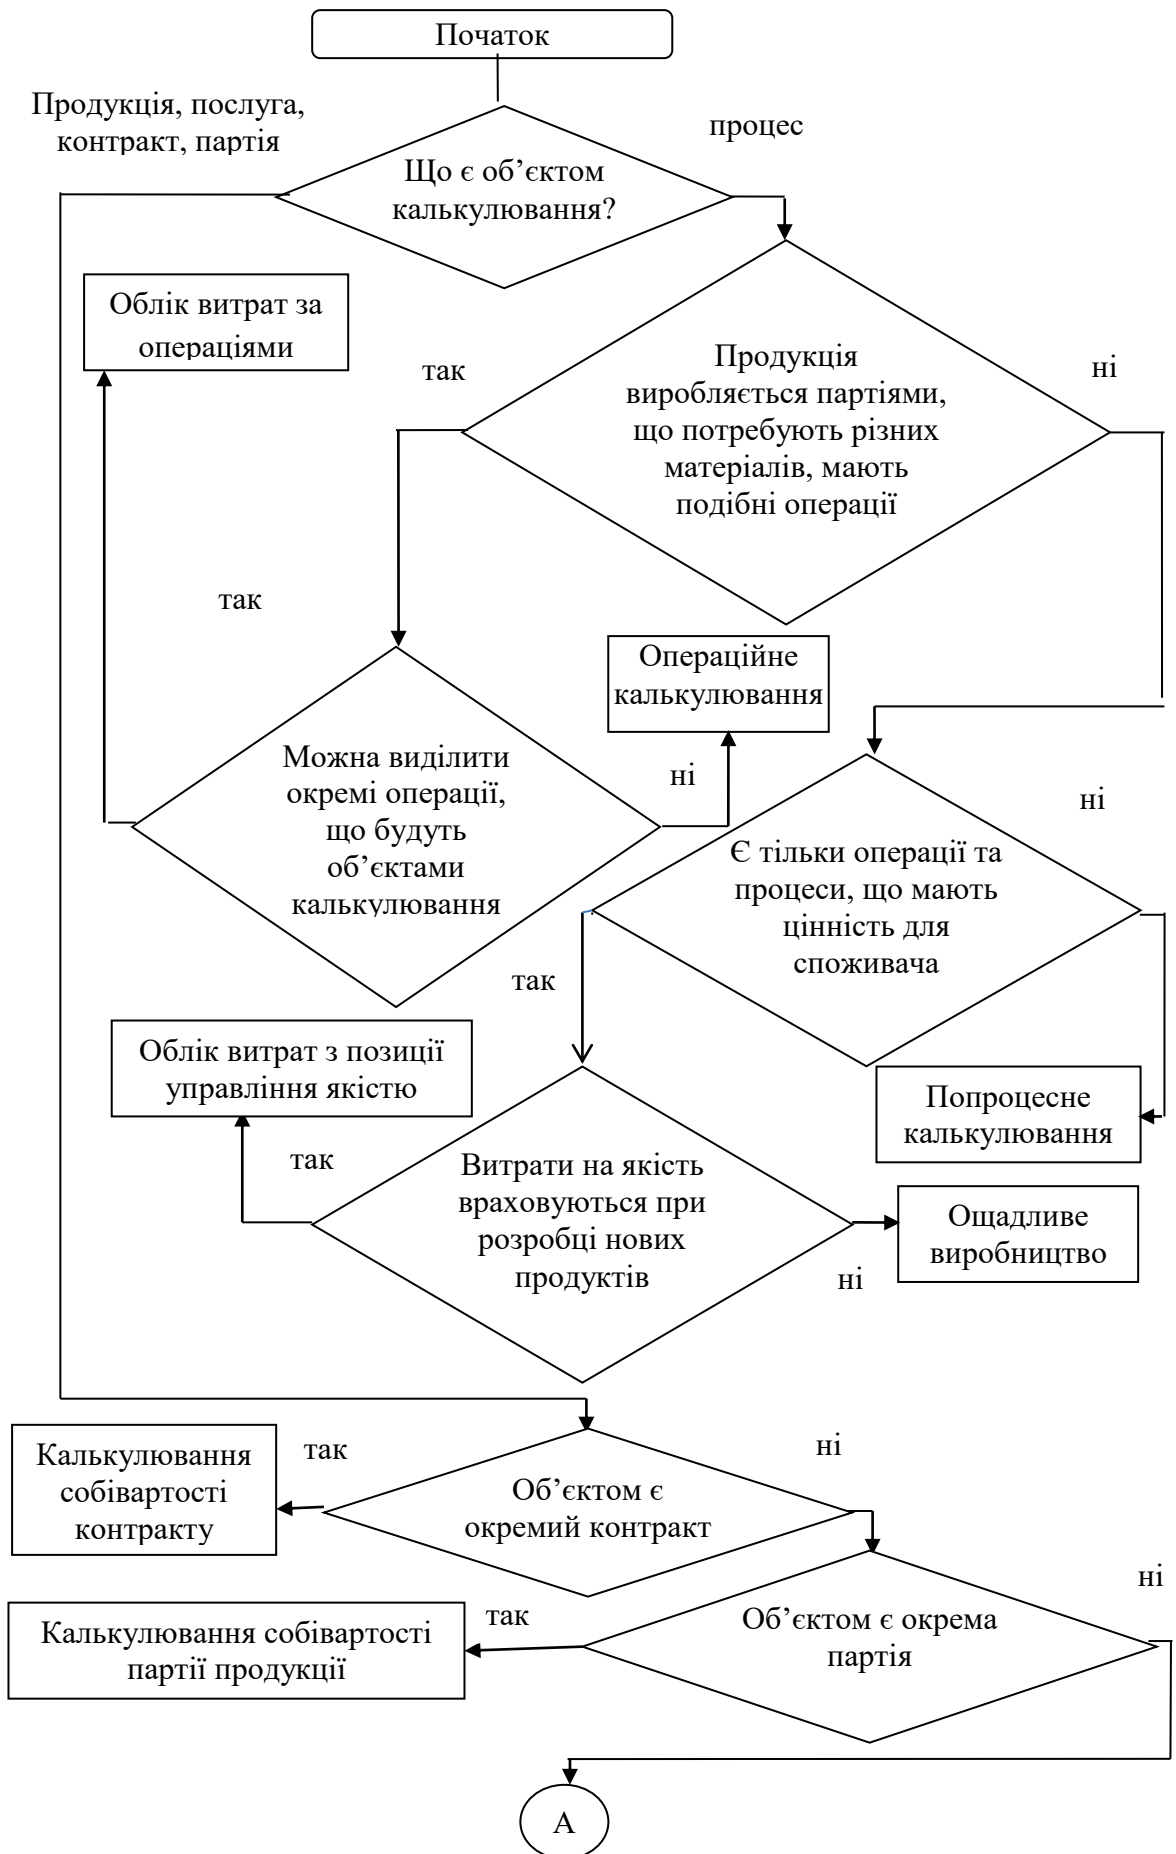 Початок
Продукція, послуга,
контракт, партія
процес
Що є об’єктом
калькулювання?
Облік витрат за
операціями
так
Продукція
виробляється партіями,
що потребують різних
матеріалів, мають
подібні операції
ні
так
Операційне
калькулювання
Можна виділити
окремі операції,
що будуть
об’єктами
калькулювання
ні
ні
Є тільки операції та
процеси, що мають
цінність для
споживача
так
Облік витрат з позиції
управління якістю
Попроцесне
калькулювання
так
Витрати на якість
враховуються при
розробці нових
продуктів
Ощадливе
виробництво
ні
Калькулювання
собівартості
контракту
так
ні
Об’єктом є
окремий контракт
ні
Калькулювання собівартості
партії продукції
так
Об’єктом є окрема
партія
А